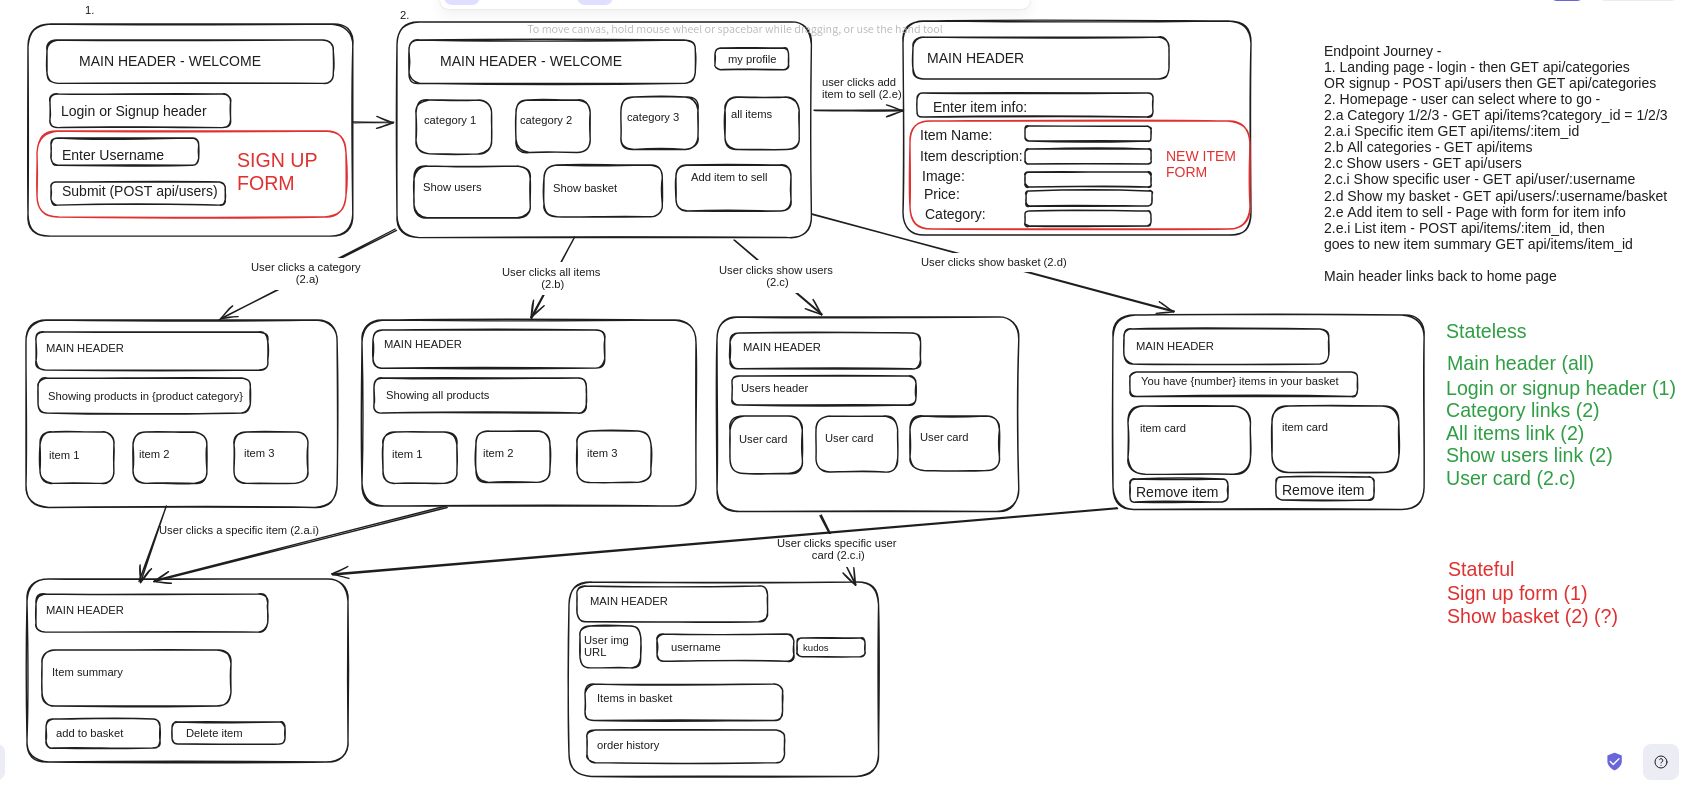 1.
MAIN HEADER - WELCOME
Login or Signup header
Enter Username
Submit (POST api/users)
SIGN UP
FORM
2.
To move canvas, hold mouse wheel or spacebar while dragging, or use the hand tool
MAIN HEADER - WELCOME
my profile
category 1
category 2
category 3
all items
Show users
Show basket
Add item to sell
user clicks add
item to sell (2.e)
MAIN HEADER
Enter item info:
Item Name:
Item description:
Image:
Price:
Category:
NEW ITEM
FORM
Endpoint Journey -
1. Landing page - login - then GET api/categories
OR signup - POST api/users then GET api/categories
2. Homepage - user can select where to go -
2.a Category 1/2/3 - GET api/items?category_id = 1/2/3
2.a.i Specific item GET api/items/:item_id
2.b All categories - GET api/items
2.c Show users - GET api/users
2.c.i Show specific user - GET api/user/:username
2.d Show my basket - GET api/users/:username/basket
2.e Add item to sell - Page with form for item info
2.e.i List item - POST api/items/:item_id, then
goes to new item summary GET api/items/item_id
Main header links back to home page
User clicks a category
(2.a)
User clicks all items
(2.b)
User clicks show users
(2.c)
User clicks show basket (2.d)
MAIN HEADER
Showing products in {product category}
item 1
item 2
item 3
MAIN HEADER
Showing all products
item 1
item 2
item 3
MAIN HEADER
Users header
User card
User card
User card
MAIN HEADER
You have {number} items in your basket
item card
item card
Remove item
Remove item
Stateless
Main header (all)
Login or signup header (1)
Category links (2)
All items link (2)
Show users link (2)
User card (2.c)
User clicks a specific item (2.a.i)
User clicks specific user
card (2.c.i)
MAIN HEADER
Item summary
add to basket
Delete item
MAIN HEADER
User img
URL
username
kudos
Items in basket
order history
Stateful
Sign up form (1)
Show basket (2) (?)